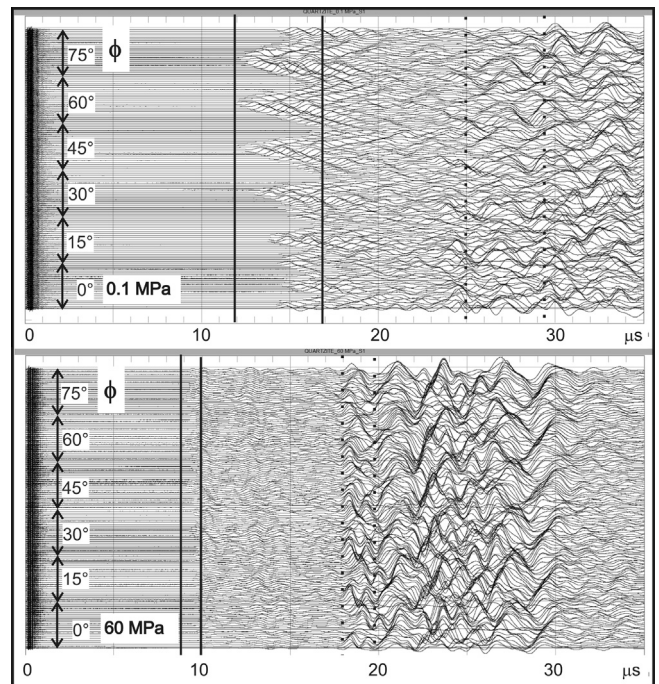 QUARTZITE_0.1 MPa_S1
75° ϕ
60°
45°
30°
15°
0° 0.1 MPa
0 10 20 30 μs
QUARTZITE_60 MPa_S1
75° ϕ
60°
45°
30°
15°
0° 60 MPa
0 10 20 30 μs